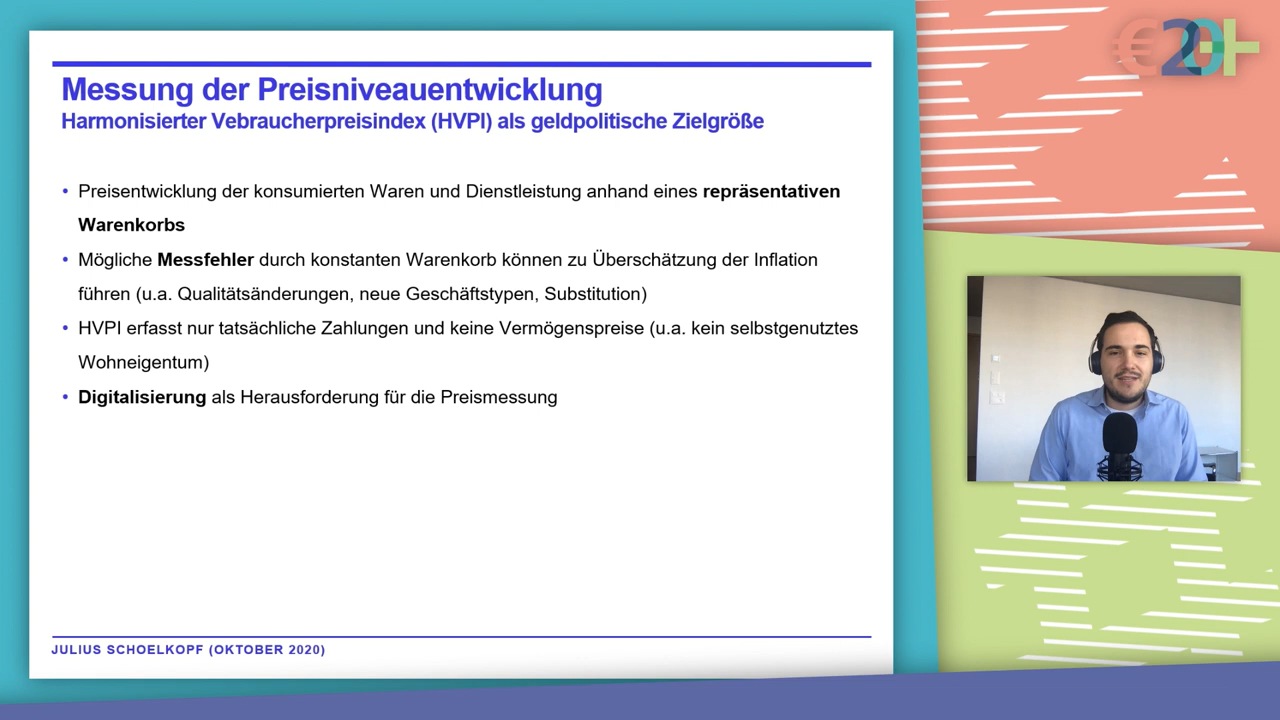 €20+
Messung der Preisniveauentwicklung
Harmonisierter Vebraucherpreisindex (HVPI) als geldpolitische Zielgröße
• Preisentwicklung der konsumierten Waren und Dienstleistung anhand eines repräsentativen
Warenkorbs
• Mögliche Messfehler durch konstanten Warenkorb können zu Überschätzung der Inflation
führen (u.a. Qualitätsänderungen, neue Geschäftstypen, Substitution)
• HVPI erfasst nur tatsächliche Zahlungen und keine Vermögenspreise (u.a. kein selbstgenutztes
Wohneigentum)
• Digitalisierung als Herausforderung für die Preismessung
JULIUS SCHOELKOPF (OKTOBER 2020)